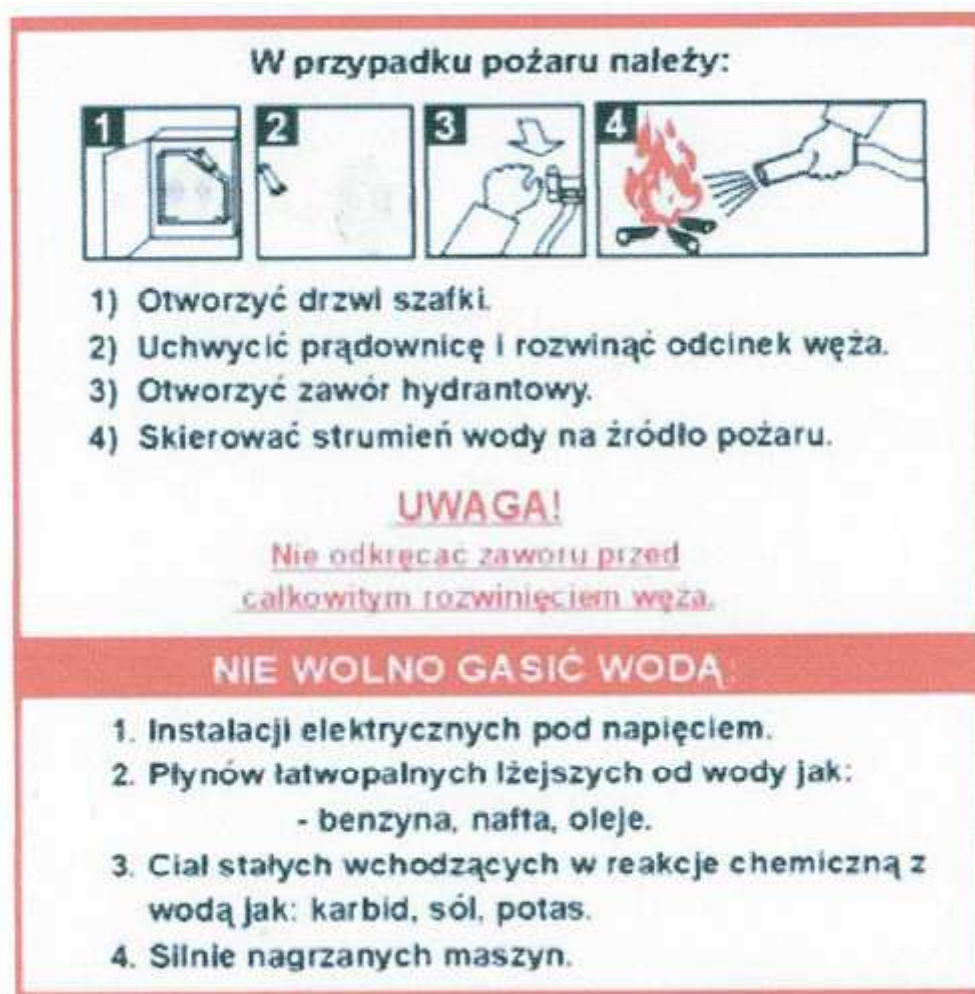 W przypadku pożaru należy:
1 2 3 4
1) Otworzyć drzwi szafki.
2) Uchwycić prądownicę i rozwinąć odcinek węża.
3) Otworzyć zawór hydrantowy.
4) Skierować strumień wody na źródło pożaru.
UWAGA!
Nie odkręcać zaworu przed
całkowitym rozwinięciem węża.
NIE WOLNO GASIĆ WODĄ:
1. Instalacji elektrycznych pod napięciem.
2. Płynów łatwopalnych lżejszych od wody jak:
- benzyna, nafta, oleje.
3. Ciał stałych wchodzących w reakcje chemiczną z
wodą jak: karbid, sól, potas.
4. Silnie nagrzanych maszyn.